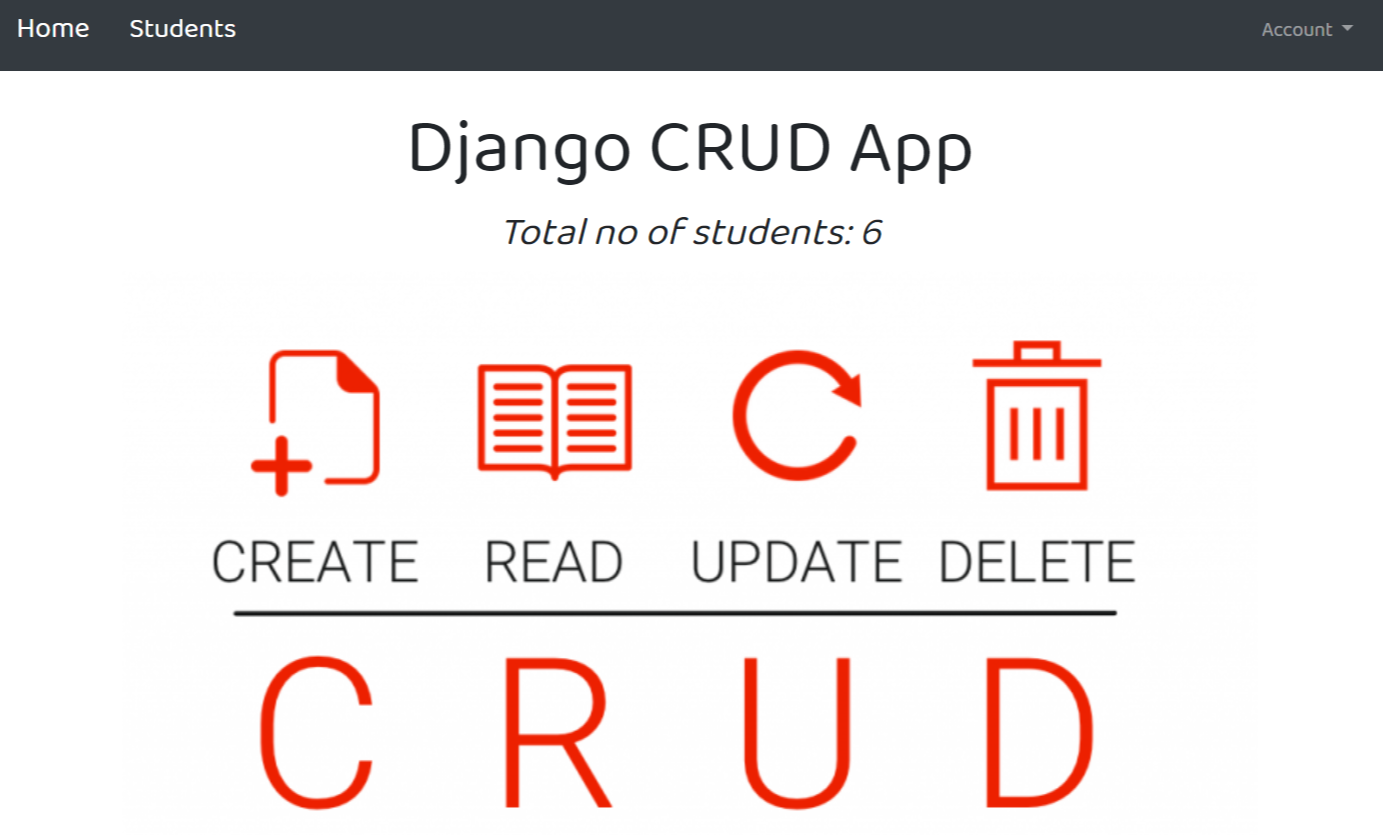 Home Students Account
Django CRUD App
Total no of students: 6
CREATE READ UPDATE DELETE
C R U D